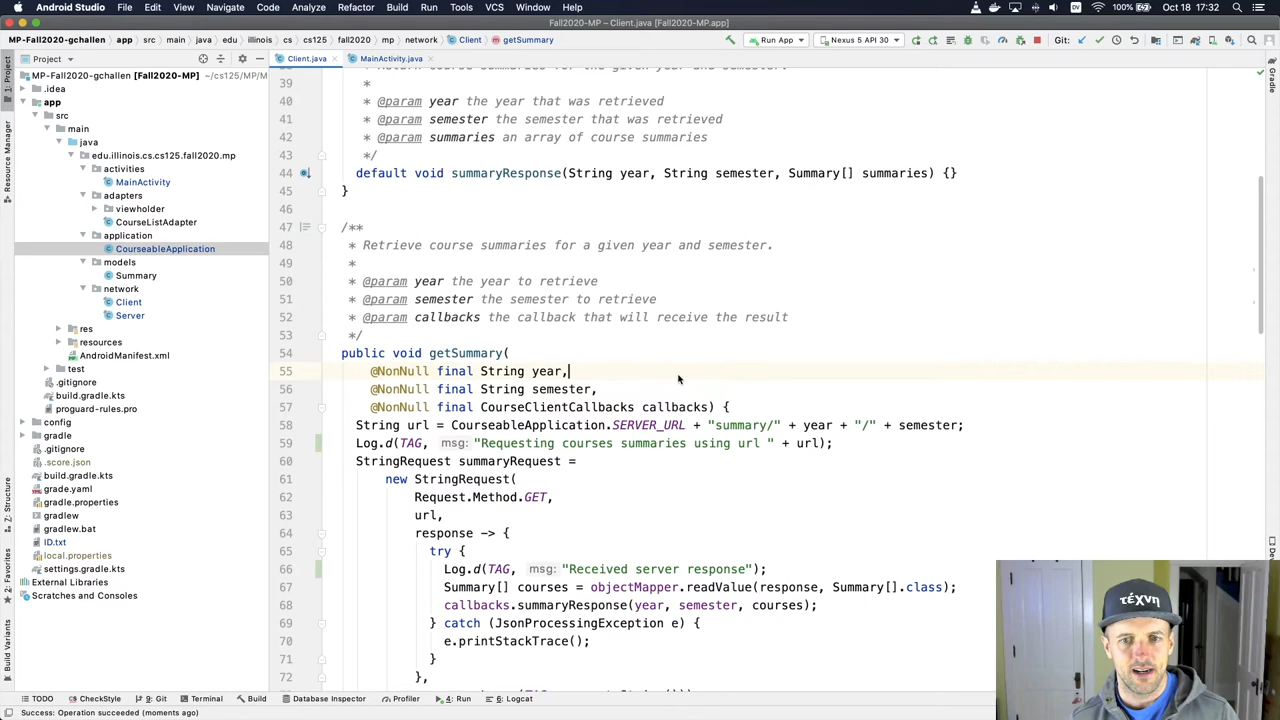 Android Studio File Edit View Navigate Code Analyze Refactor Build Run Tools VCS Window Help 100% Oct 18 17:32
Fall2020-MP – Client.java [Fall2020-MP.app]
MP-Fall2020-gchallen app src main java edu illinois cs cs125 fall2020 mp network Client getSummary Run App Nexus 5 API 30 Git:
Project Client.java MainActivity.java
MP-Fall2020-gchallen [Fall2020-MP] ~/cs125/MP/M
.idea
app
src
main
java
edu.illinois.cs.cs125.fall2020.mp
activities
MainActivity
adapters
viewholder
CourseListAdapter
application
CourseableApplication
models
Summary
network
Client
Server
res
resources
AndroidManifest.xml
test
.gitignore
build.gradle.kts
proguard-rules.pro
config
gradle
.gitignore
.score.json
build.gradle.kts
grade.yaml
gradle.properties
gradlew
gradlew.bat
ID.txt
local.properties
settings.gradle.kts
External Libraries
Scratches and Consoles
1: Project
Resource Manager
7: Structure
2: Favorites
Build Variants
39 *
40 * @param year the year that was retrieved
41 * @param semester the semester that was retrieved
42 * @param summaries an array of course summaries
43 */
44 default void summaryResponse(String year, String semester, Summary[] summaries) {}
45 }
46
47 /**
48 * Retrieve course summaries for a given year and semester.
49 *
50 * @param year the year to retrieve
51 * @param semester the semester to retrieve
52 * @param callbacks the callback that will receive the result
53 */
54 public void getSummary(
55 @NonNull final String year,
56 @NonNull final String semester,
57 @NonNull final CourseClientCallbacks callbacks) {
58 String url = CourseableApplication.SERVER_URL + "summary/" + year + "/" + semester;
59 Log.d(TAG, msg: "Requesting courses summaries using url " + url);
60 StringRequest summaryRequest =
61 new StringRequest(
62 Request.Method.GET,
63 url,
64 response -> {
65 try {
66 Log.d(TAG, msg: "Received server response");
67 Summary[] courses = objectMapper.readValue(response, Summary[].class);
68 callbacks.summaryResponse(year, semester, courses);
69 } catch (JsonProcessingException e) {
70 e.printStackTrace();
71 }
72 },
Gradle
τέχνη
TODO CheckStyle 9: Git Terminal Build Database Inspector Profiler 4: Run 6: Logcat
Success: Operation succeeded (moments ago)